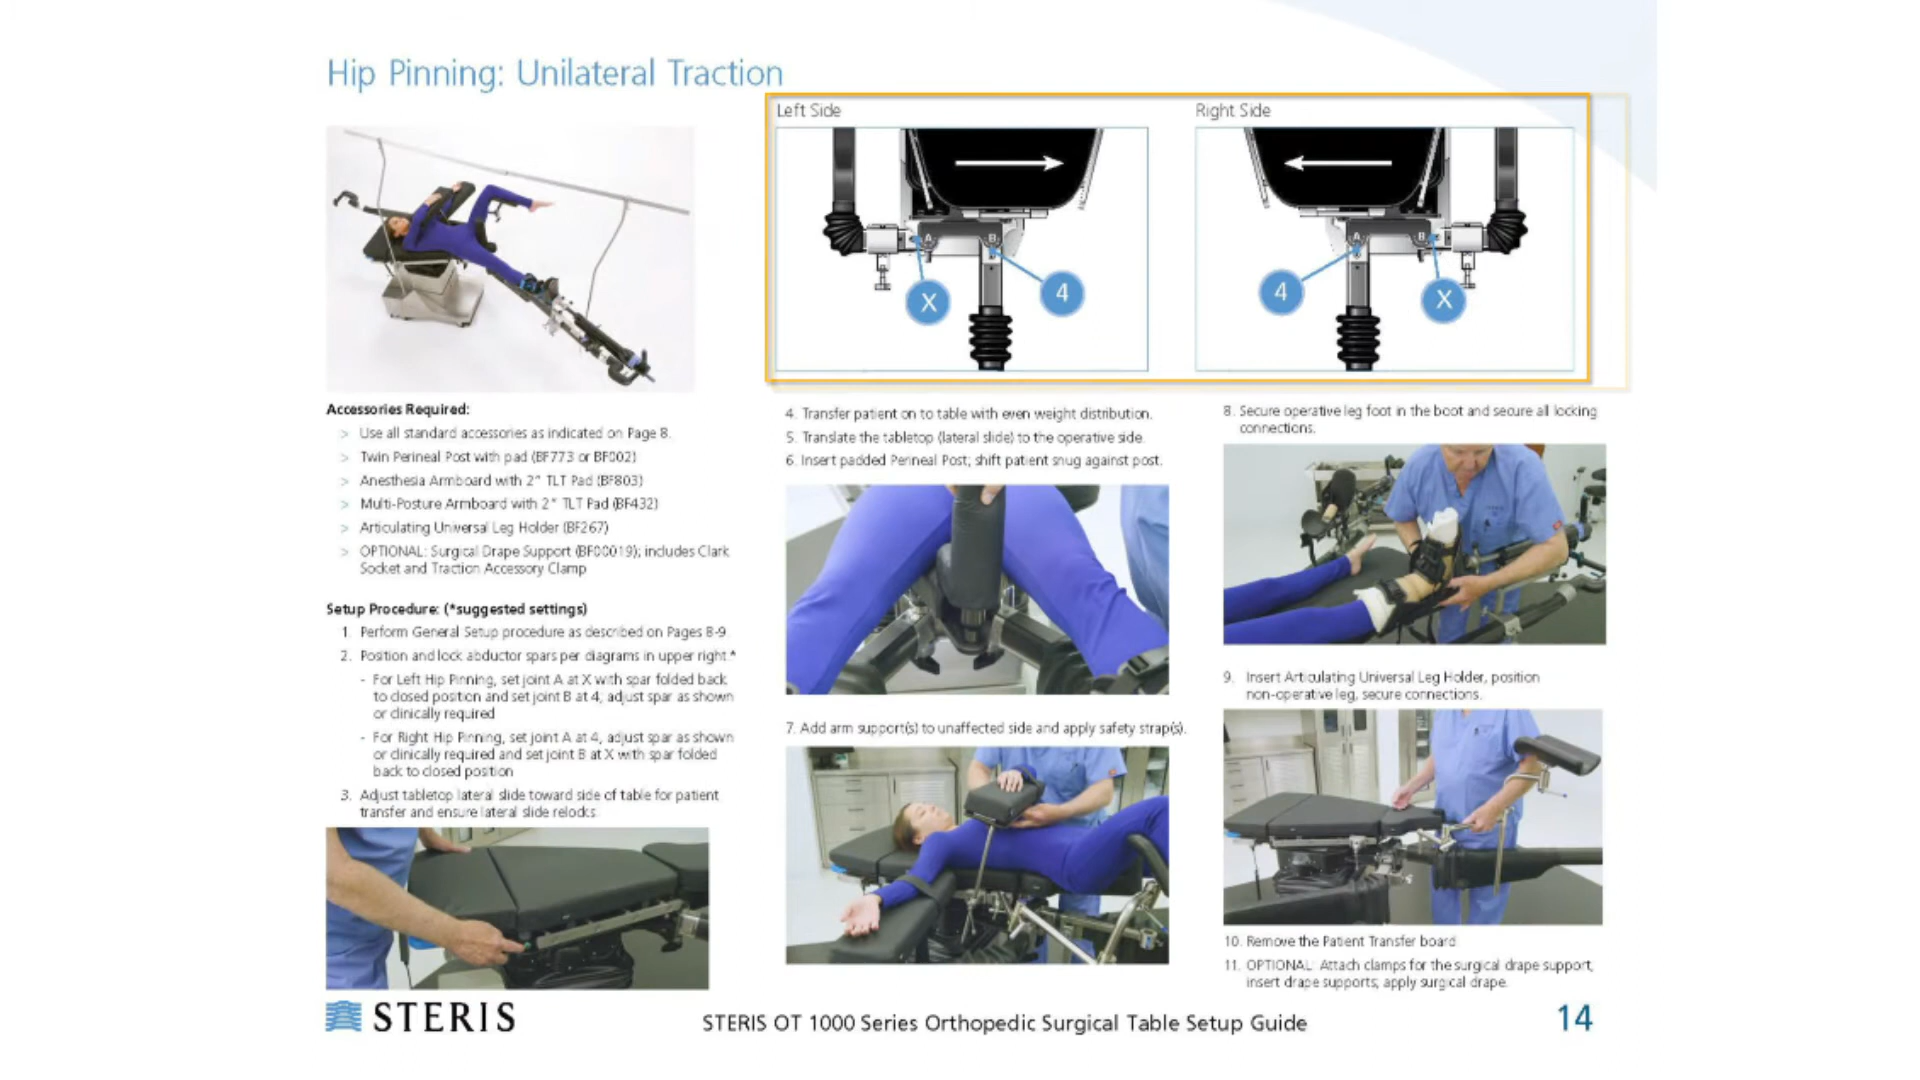 Hip Pinning: Unilateral Traction
Left Side
Right Side
A
B
X
4
A
B
4
X
Accessories Required:
> Use all standard accessories as indicated on Page 8.
> Twin Perineal Post with pad (BF773 or BF002)
> Anesthesia Armboard with 2" TLT Pad (BF803)
> Multi-Posture Armboard with 2" TLT Pad (BF432)
> Articulating Universal Leg Holder (BF267)
> OPTIONAL: Surgical Drape Support (BF00019); includes Clark
Socket and Traction Accessory Clamp
Setup Procedure: (*suggested settings)
1. Perform General Setup procedure as described on Pages 8-9
2. Position and lock abductor spars per diagrams in upper right.*
- For Left Hip Pinning, set joint A at X with spar folded back
to closed position and set joint B at 4, adjust spar as shown
or clinically required
- For Right Hip Pinning, set joint A at 4, adjust spar as shown
or clinically required and set joint B at X with spar folded
back to closed position
3. Adjust tabletop lateral slide toward side of table for patient
transfer and ensure lateral slide relocks
4. Transfer patient on to table with even weight distribution.
5. Translate the tabletop (lateral slide) to the operative side.
6. Insert padded Perineal Post; shift patient snug against post.
7. Add arm support(s) to unaffected side and apply safety strap(s).
8. Secure operative leg foot in the boot and secure all locking
connections.
9. Insert Articulating Universal Leg Holder, position
non-operative leg, secure connections.
10. Remove the Patient Transfer board
11. OPTIONAL: Attach clamps for the surgical drape support,
insert drape supports; apply surgical drape.
STERIS
STERIS OT 1000 Series Orthopedic Surgical Table Setup Guide
14